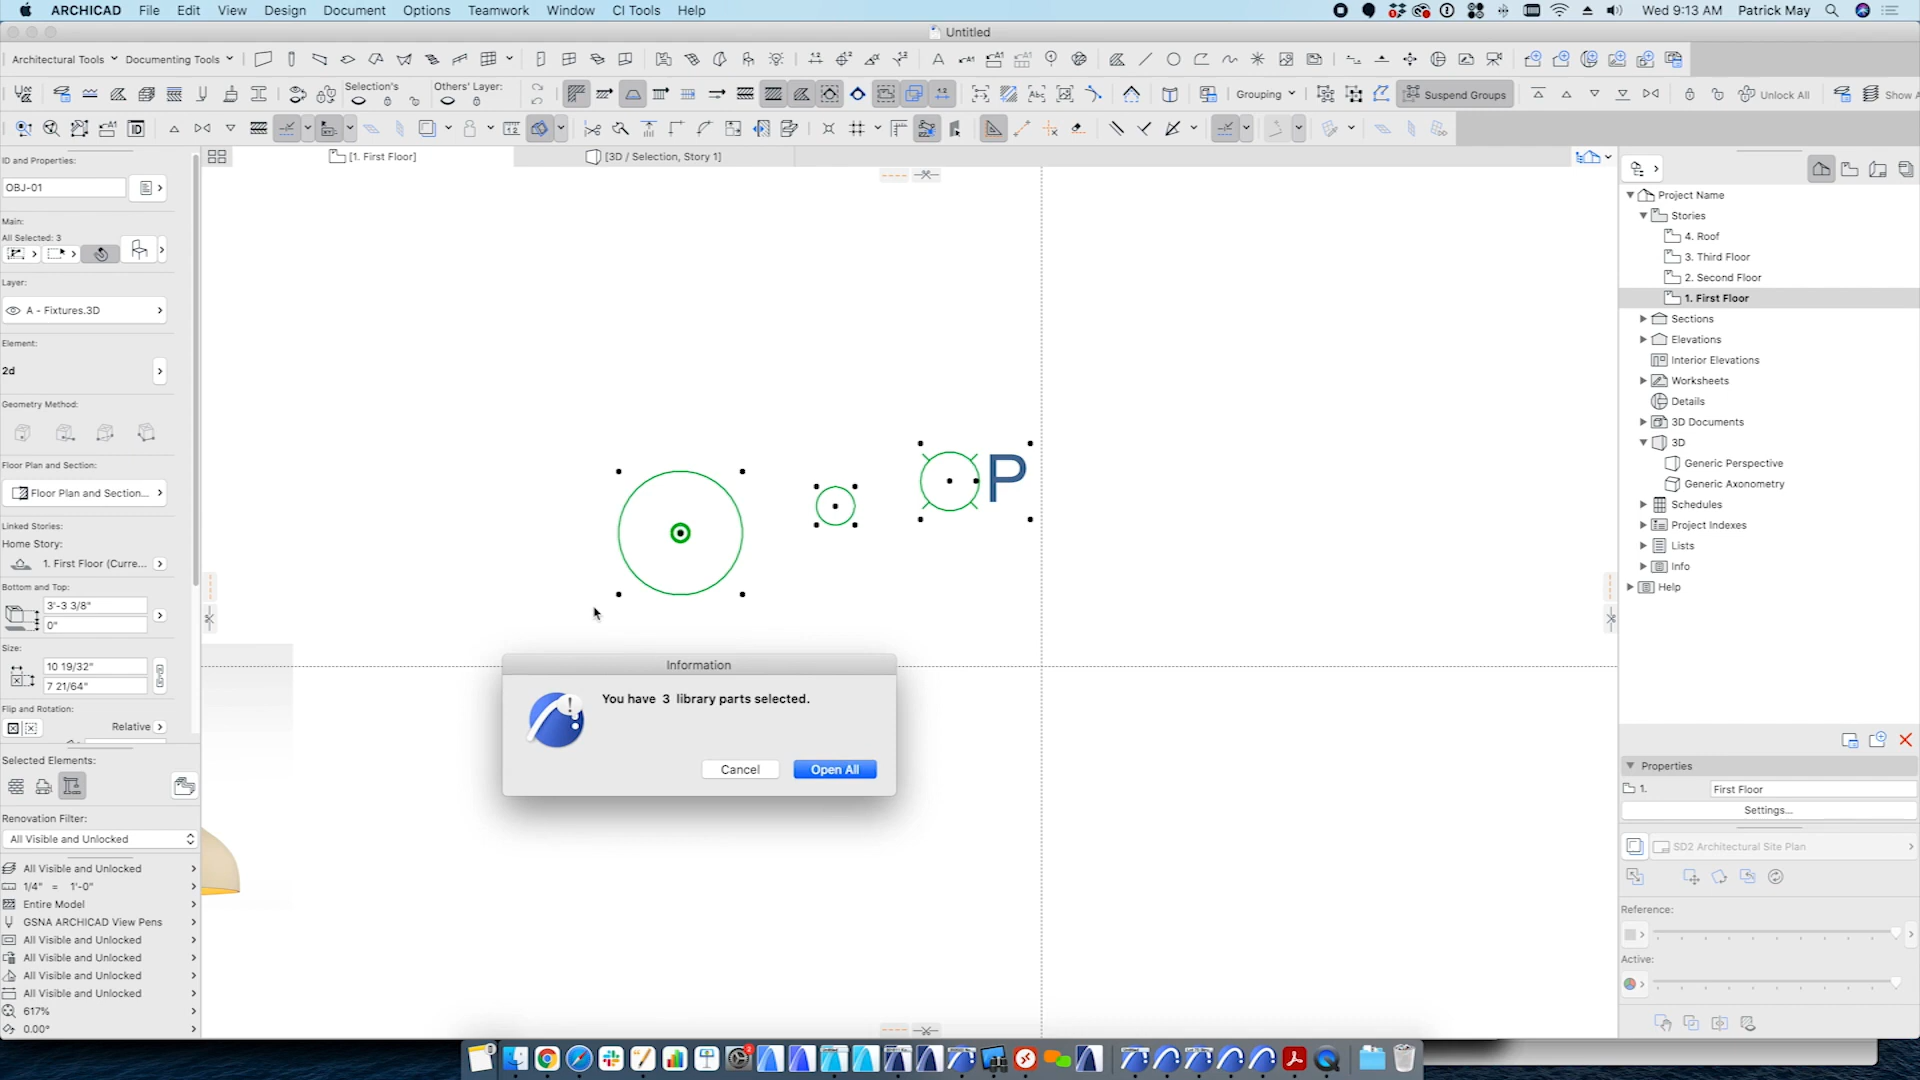 ARCHICAD File Edit View Design Document Options Teamwork Window CI Tools Help
Wed 9:13 AM Patrick May
Untitled
Architectural Tools Documenting Tools
Selection's
Others' Layer:
Grouping
Suspend Groups
Unlock All
Show A
ID and Properties:
OBJ-01
Main:
All Selected: 3
Layer:
A - Fixtures.3D
Element:
2d
Geometry Method:
Floor Plan and Section:
Floor Plan and Section...
Linked Stories:
Home Story:
1. First Floor (Curre...
Bottom and Top:
3'-3 3/8"
0"
Size:
10 19/32"
7 21/64"
Flip and Rotation:
Relative
Selected Elements:
Renovation Filter:
All Visible and Unlocked
All Visible and Unlocked
1/4" = 1'-0"
Entire Model
GSNA ARCHICAD View Pens
All Visible and Unlocked
All Visible and Unlocked
All Visible and Unlocked
All Visible and Unlocked
617%
0.00°
[1. First Floor]
[3D / Selection, Story 1]
P
Information
You have 3 library parts selected.
Cancel
Open All
Project Name
Stories
4. Roof
3. Third Floor
2. Second Floor
1. First Floor
Sections
Elevations
Interior Elevations
Worksheets
Details
3D Documents
3D
Generic Perspective
Generic Axonometry
Schedules
Project Indexes
Lists
Info
Help
Properties
1. First Floor
Settings...
SD2 Architectural Site Plan
Reference:
Active: